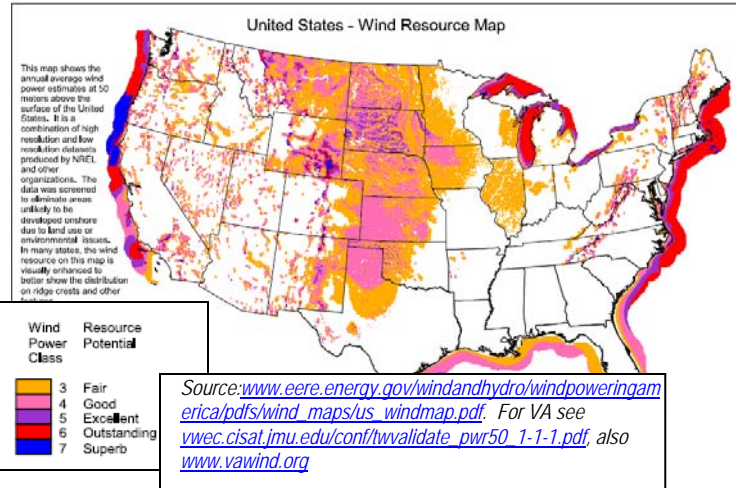 United States - Wind Resource Map
This map shows the
annual average wind
power estimates at 50
meters above the
surface of the United
States. It is a
combination of high
resolution and low
resolution datasets
produced by NREL
and other
organizations. The
data was screened
to eliminate areas
unlikely to be
developed onshore
due to land use or
environmental issues.
In many states, the wind
resource on this map is
visually enhanced to
better show the distribution
on ridge crests and other
features.
Wind Resource
Power Potential
Class
3 Fair
4 Good
5 Excellent
6 Outstanding
7 Superb
Source:www.eere.energy.gov/windandhydro/windpoweringam
erica/pdfs/wind_maps/us_windmap.pdf. For VA see
vwec.cisat.jmu.edu/conf/twvalidate_pwr50_1-1-1.pdf, also
www.vawind.org